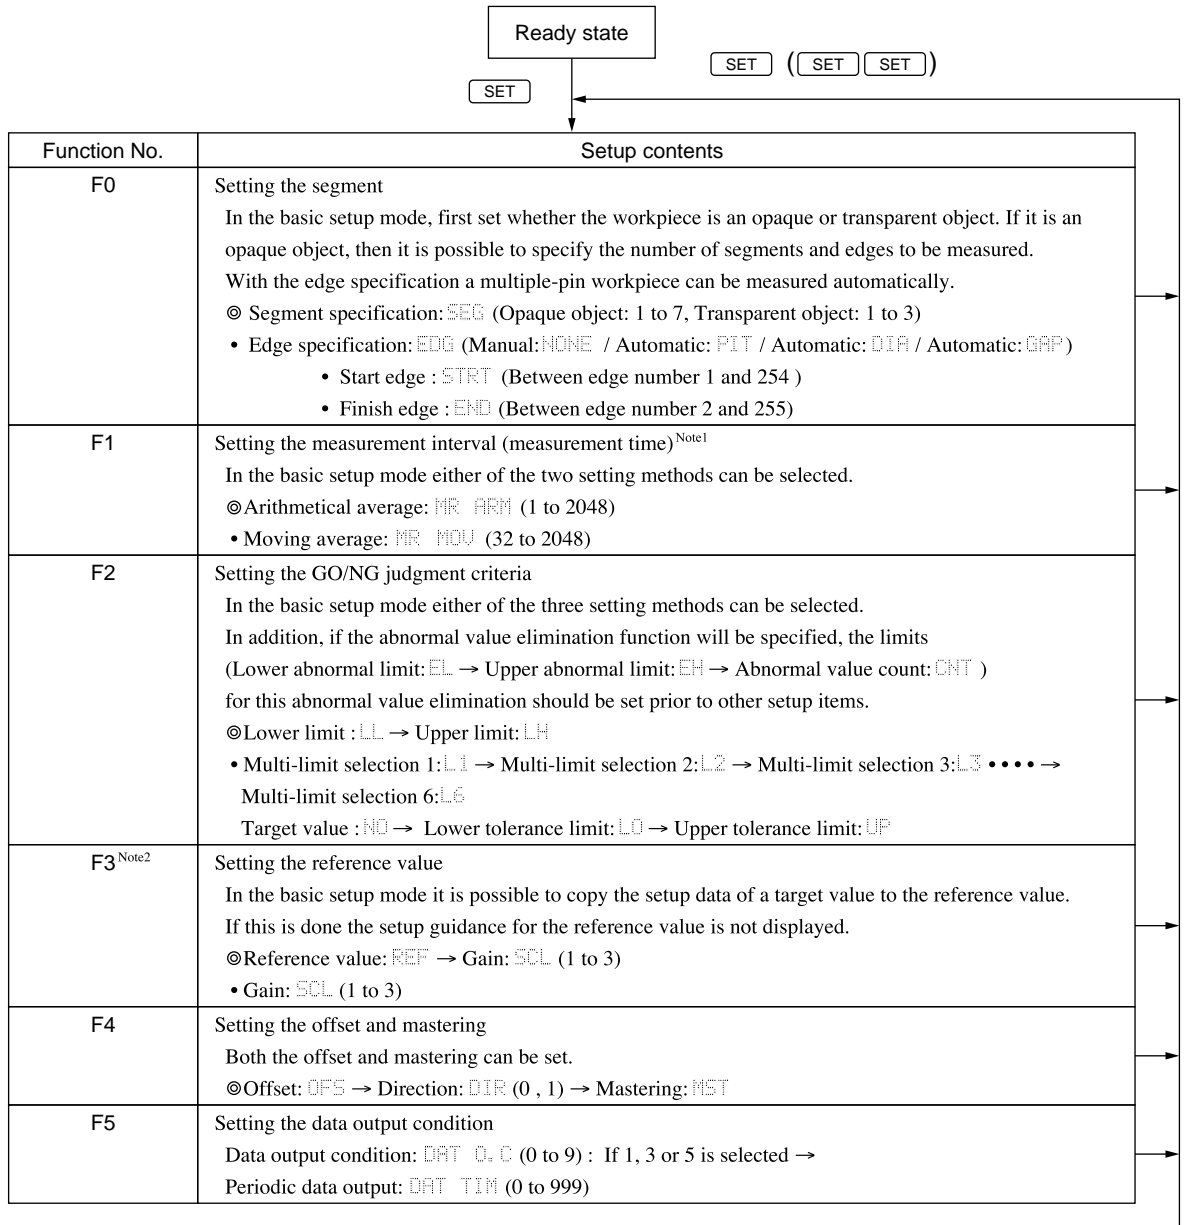 Ready state
SET ( SET SET )
SET
Function No. Setup contents
F0 Setting the segment
In the basic setup mode, first set whether the workpiece is an opaque or transparent object. If it is an
opaque object, then it is possible to specify the number of segments and edges to be measured.
With the edge specification a multiple-pin workpiece can be measured automatically.
◎ Segment specification: SEG (Opaque object: 1 to 7, Transparent object: 1 to 3)
• Edge specification: EDG (Manual: NONE / Automatic: PIT / Automatic: DIA / Automatic: GAP )
• Start edge : STRT (Between edge number 1 and 254 )
• Finish edge : END (Between edge number 2 and 255)
F1 Setting the measurement interval (measurement time) Note1
In the basic setup mode either of the two setting methods can be selected.
◎Arithmetical average: MR ARM (1 to 2048)
• Moving average: MR MOV (32 to 2048)
F2 Setting the GO/NG judgment criteria
In the basic setup mode either of the three setting methods can be selected.
In addition, if the abnormal value elimination function will be specified, the limits
(Lower abnormal limit: EL → Upper abnormal limit: EH → Abnormal value count: CNT )
for this abnormal value elimination should be set prior to other setup items.
◎Lower limit : LL → Upper limit: LH
• Multi-limit selection 1: L1 → Multi-limit selection 2: L2 → Multi-limit selection 3: L3 •••• →
Multi-limit selection 6: L6
Target value : NO → Lower tolerance limit: LO → Upper tolerance limit: UP
F3 Note2 Setting the reference value
In the basic setup mode it is possible to copy the setup data of a target value to the reference value.
If this is done the setup guidance for the reference value is not displayed.
◎Reference value: REF → Gain: SCL (1 to 3)
• Gain: SCL (1 to 3)
F4 Setting the offset and mastering
Both the offset and mastering can be set.
◎Offset: OFS → Direction: DIR (0 , 1) → Mastering: MST
F5 Setting the data output condition
Data output condition: DAT O.C (0 to 9) : If 1, 3 or 5 is selected →
Periodic data output: DAT TIM (0 to 999)